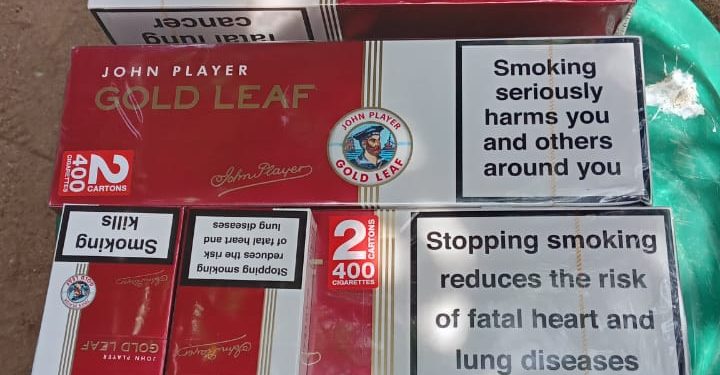 fatal lung
cancer
JOHN PLAYER
GOLD LEAF
JOHN PLAYER
GOLD LEAF
John Player
2
CARTONS
400
CIGARETTES
Smoking
seriously
harms you
and others
around you
Smoking
kills
GOLD LEAF
JOHN PLAYER
Stopping smoking
reduces the risk
of fatal heart and
lung diseases
John Player
2
CARTONS
400
CIGARETTES
Stopping smoking
reduces the risk
of fatal heart and
lung diseases